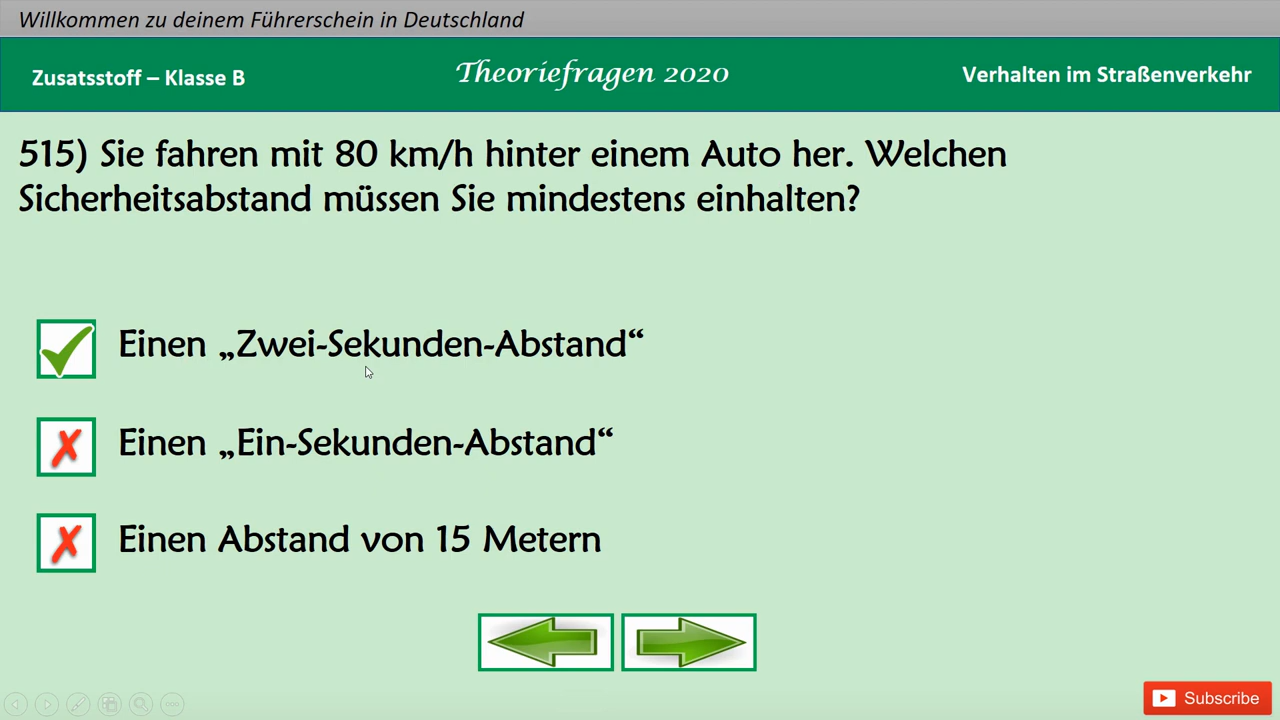 Willkommen zu deinem Führerschein in Deutschland
Zusatsstoff – Klasse B
Theoriefragen 2020
Verhalten im Straßenverkehr
515) Sie fahren mit 80 km/h hinter einem Auto her. Welchen
Sicherheitsabstand müssen Sie mindestens einhalten?
Einen „Zwei-Sekunden-Abstand“
Einen „Ein-Sekunden-Abstand“
Einen Abstand von 15 Metern
Subscribe